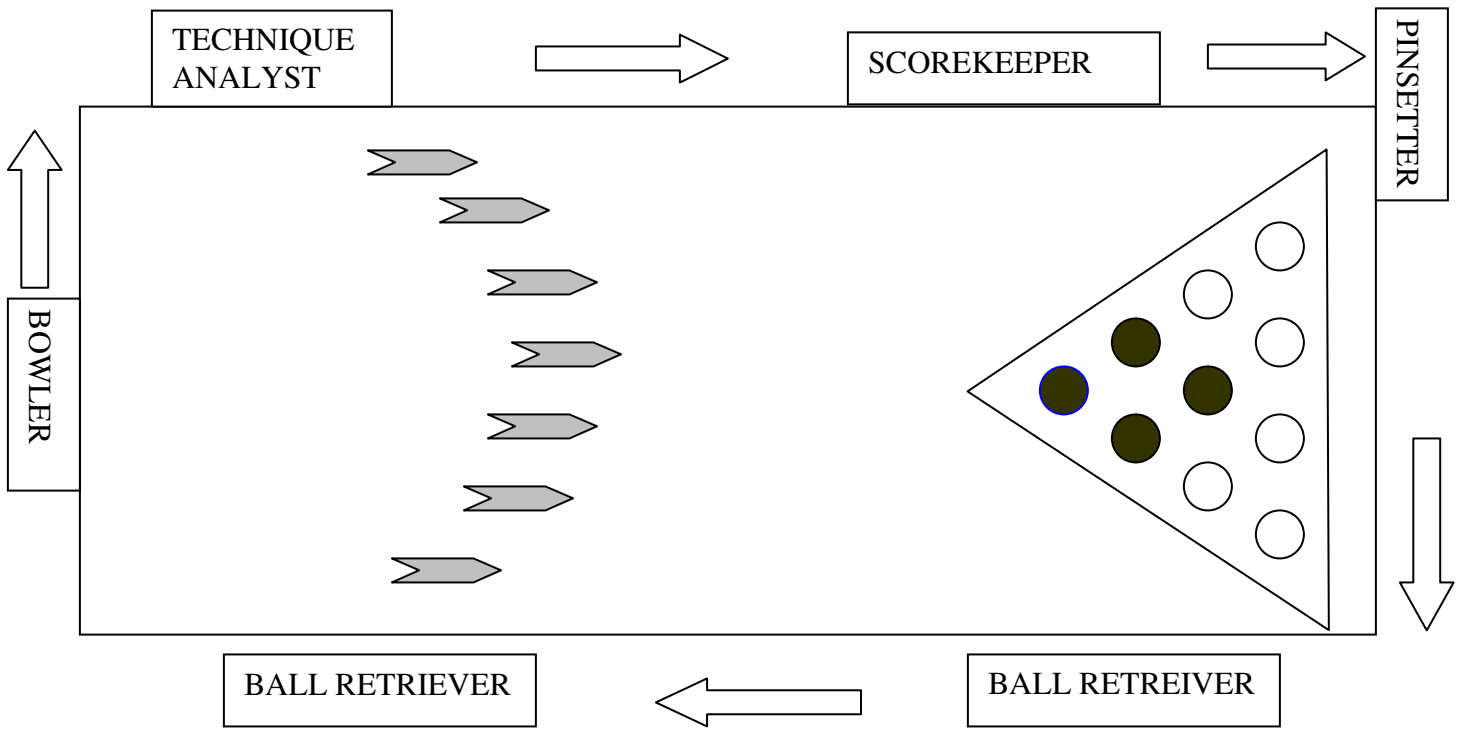 TECHNIQUE
ANALYST
SCOREKEEPER
PINSETTER
BOWLER
BALL RETRIEVER
BALL RETREIVER